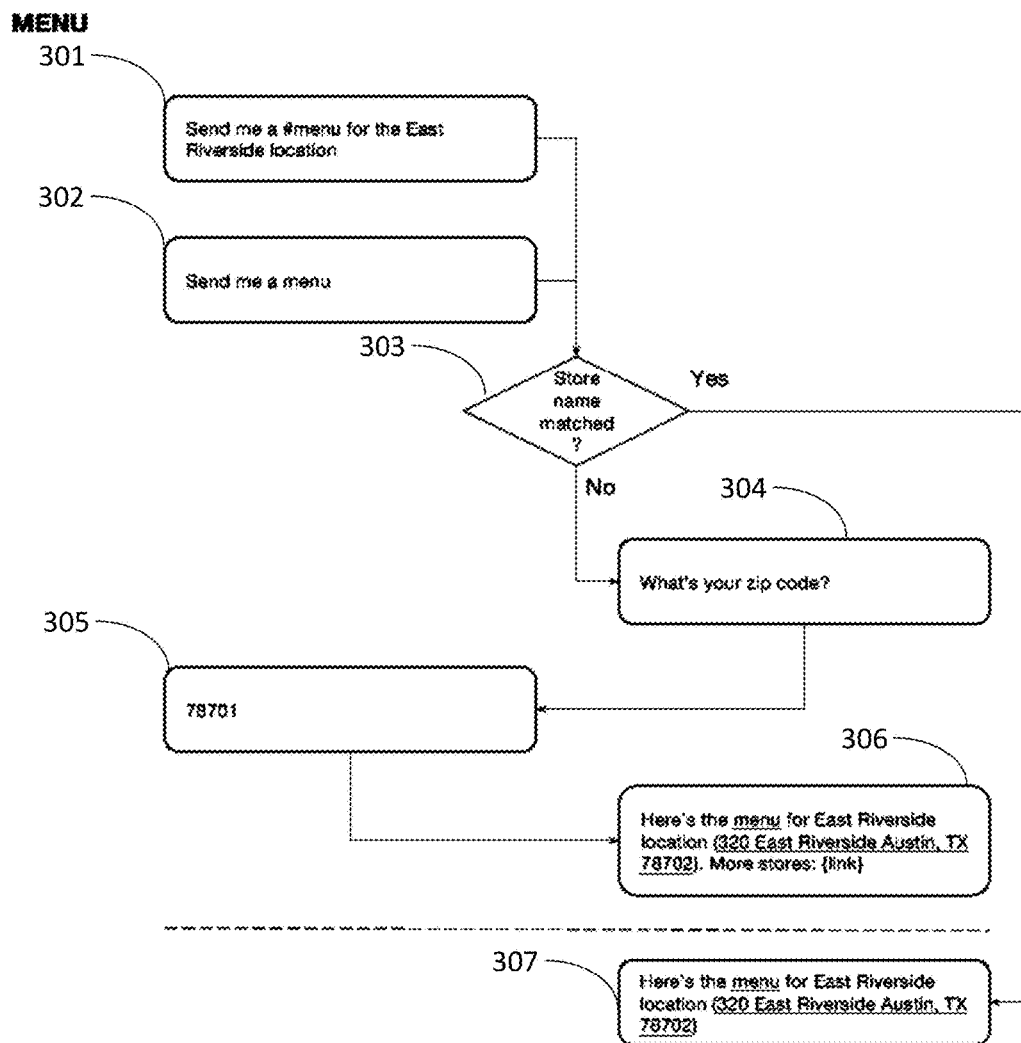 MENU
301
Send me a #menu for the East
Riverside location
302
Send me a menu
303
Store
name
matched
?
Yes
No
304
What's your zip code?
305
78701
306
Here's the menu for East Riverside
location (320 East Riverside Austin, TX
78702). More stores: {link}
307
Here's the menu for East Riverside
location (320 East Riverside Austin, TX
78702)